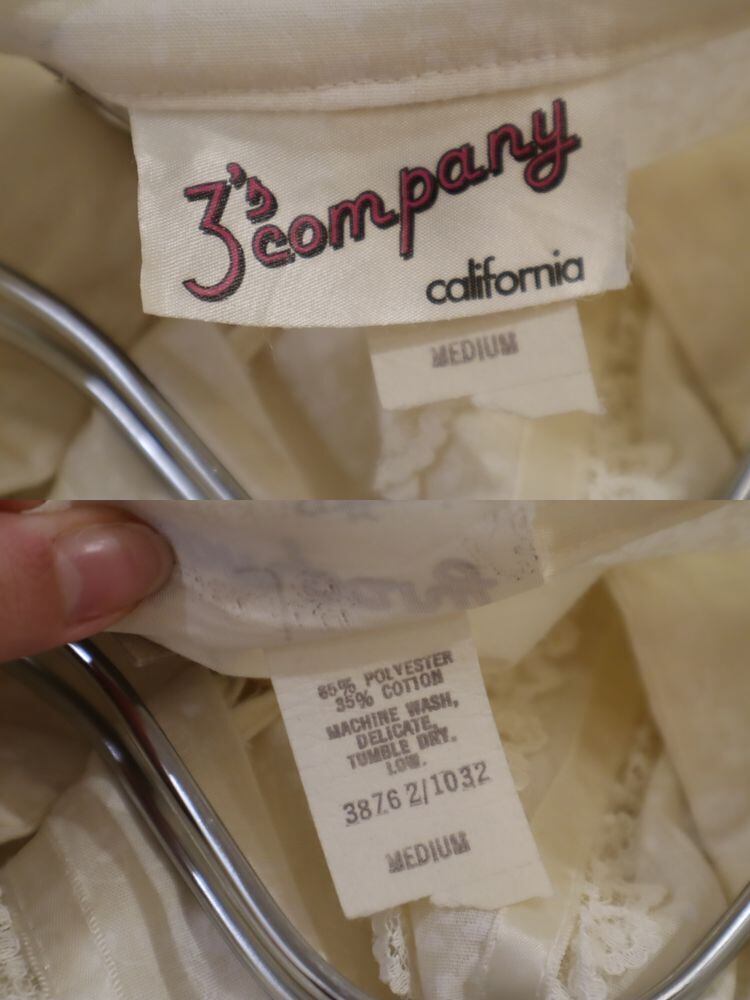 3's company
california
MEDIUM
65% POLYESTER
35% COTTON
MACHINE WASH,
DELICATE.
TUMBLE DRY.
LOW.
3876 2/1032
MEDIUM